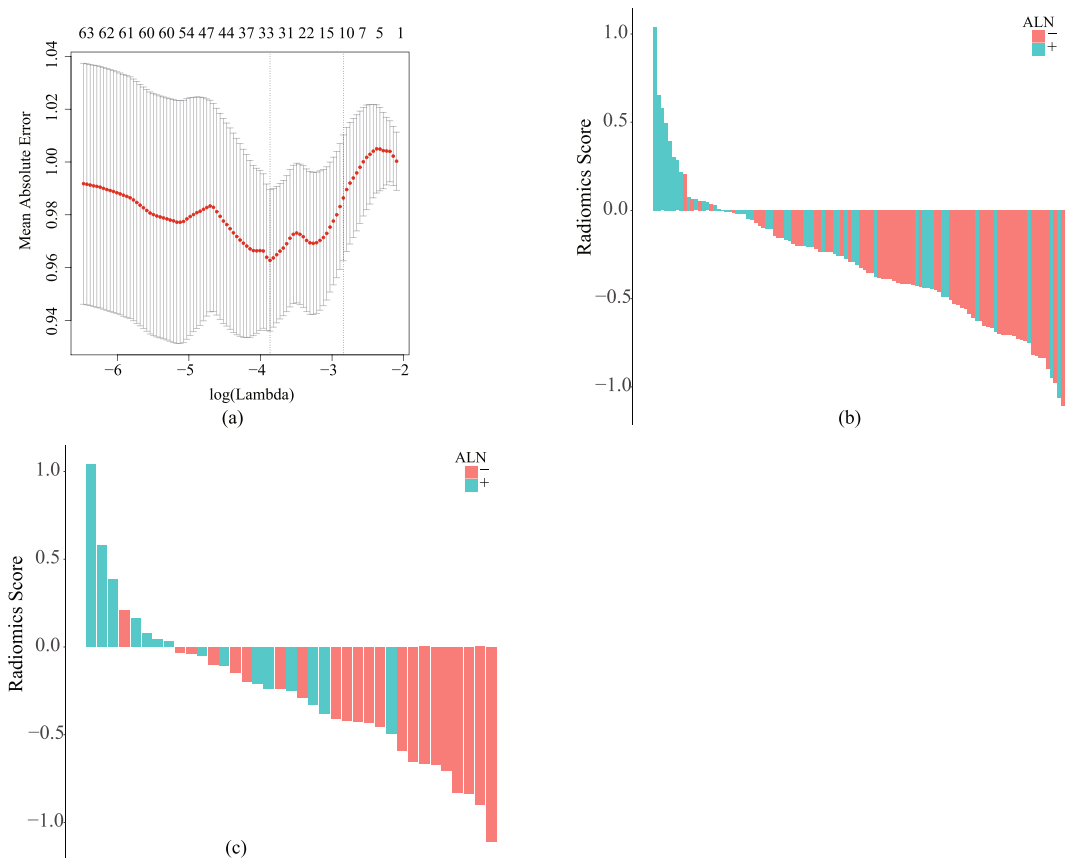 63 62 61 60 60 54 47 44 37 33 31 22 15 10 7 5 1
1.04
1.02
1.00
0.98
0.96
0.94
Mean Absolute Error
−6 −5 −4 −3 −2
log(Lambda)
(a)
ALN
−
+
1.0
0.5
0.0
−0.5
−1.0
Radiomics Score
(b)
ALN
−
+
1.0
0.5
0.0
−0.5
−1.0
Radiomics Score
(c)